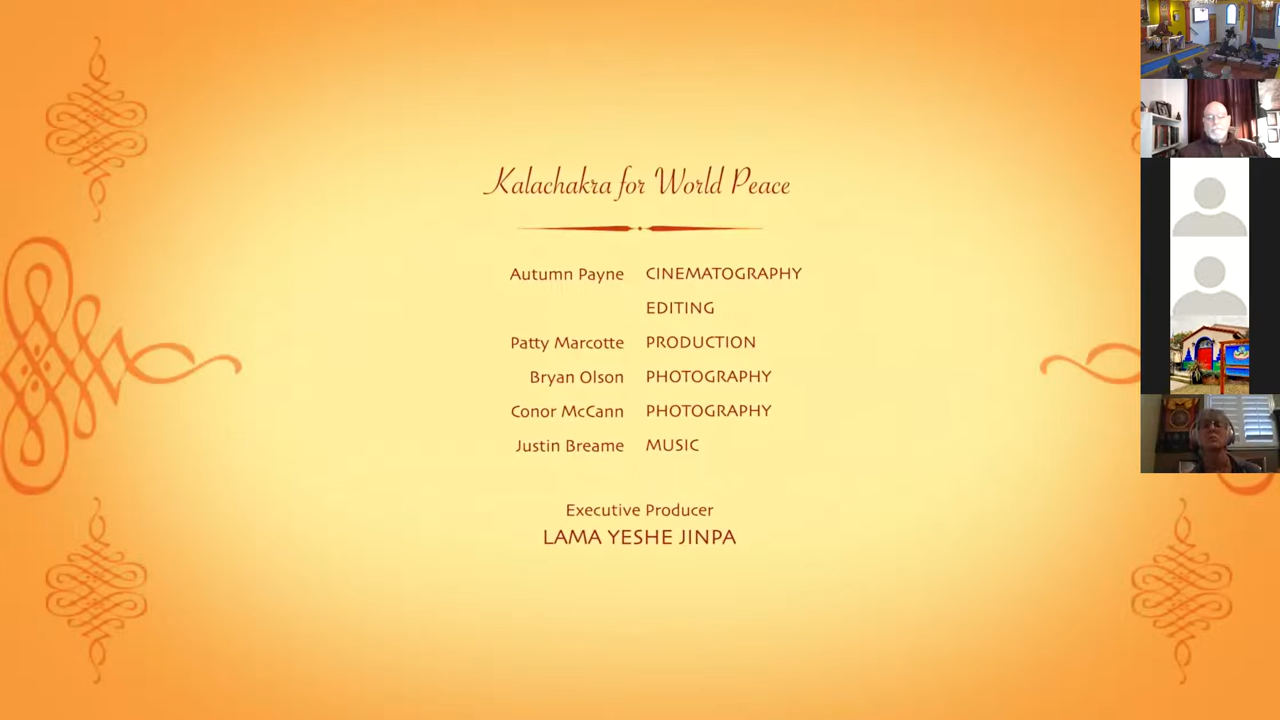 Kalachakra for World Peace
Autumn Payne CINEMATOGRAPHY
EDITING
Patty Marcotte PRODUCTION
Bryan Olson PHOTOGRAPHY
Conor McCann PHOTOGRAPHY
Justin Breame MUSIC
Executive Producer
LAMA YESHE JINPA